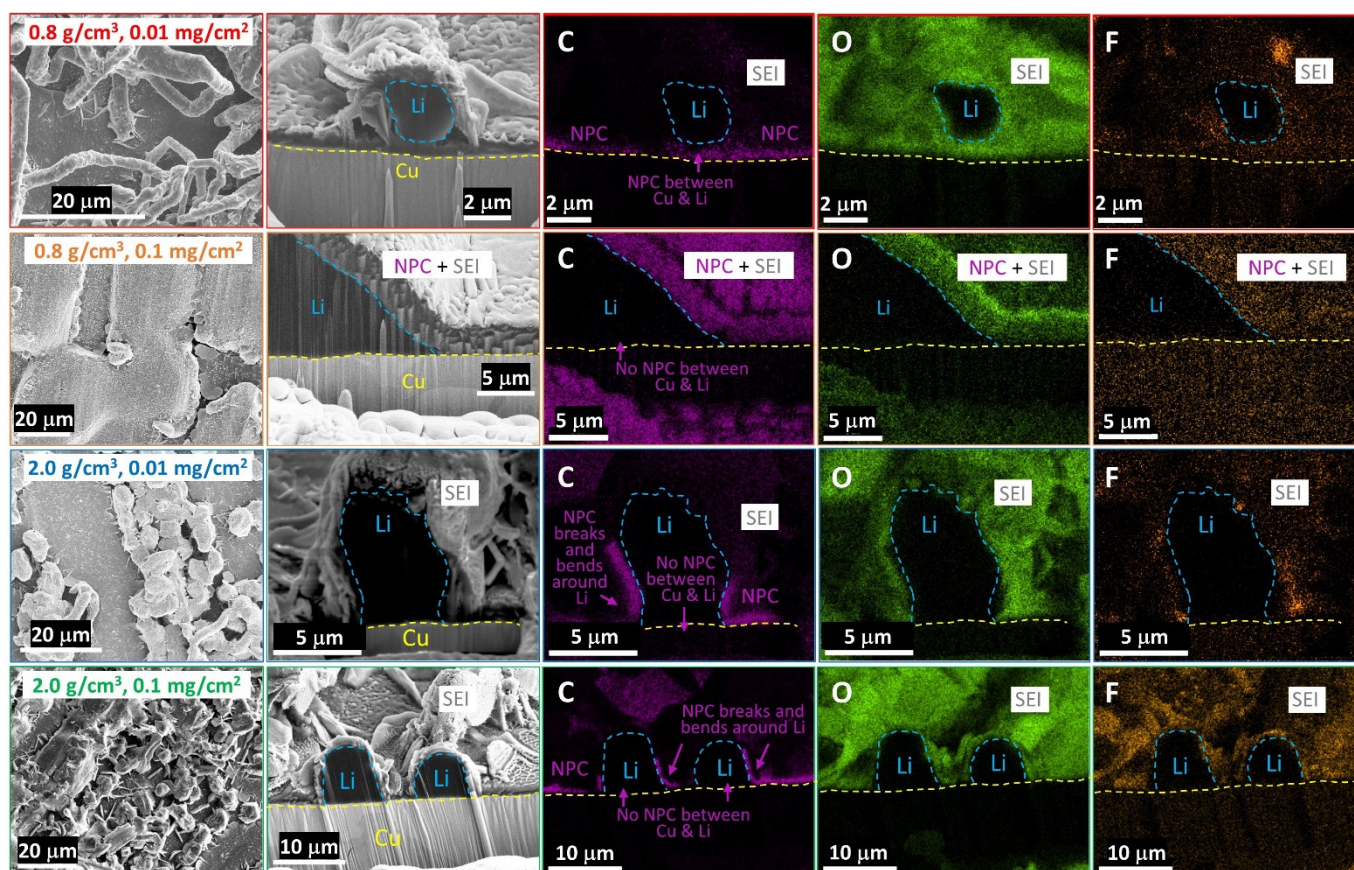 0.8 g/cm³, 0.01 mg/cm²
20 μm
Li
Cu
2 μm
2 μm
C
SEI
Li
NPC
NPC
NPC between
Cu & Li
2 μm
O
SEI
2 μm
F
SEI
Li
2 μm
0.8 g/cm³, 0.1 mg/cm²
20 μm
NPC + SEI
Li
Cu
5 μm
C
NPC + SEI
Li
No NPC between
Cu & Li
5 μm
O
NPC + SEI
Li
5 μm
F
NPC + SEI
Li
5 μm
2.0 g/cm³, 0.01 mg/cm²
20 μm
SEI
Li
Cu
5 μm
C
SEI
Li
NPC
breaks
and
bends
around
Li
No NPC
between
Cu & Li
NPC
5 μm
O
SEI
Li
5 μm
F
SEI
Li
5 μm
2.0 g/cm³, 0.1 mg/cm²
20 μm
SEI
Li
Li
Cu
10 μm
C
NPC breaks and
bends around Li
NPC
Li
Li
No NPC between
Cu & Li
10 μm
O
SEI
Li
Li
10 μm
F
SEI
Li
Li
10 μm